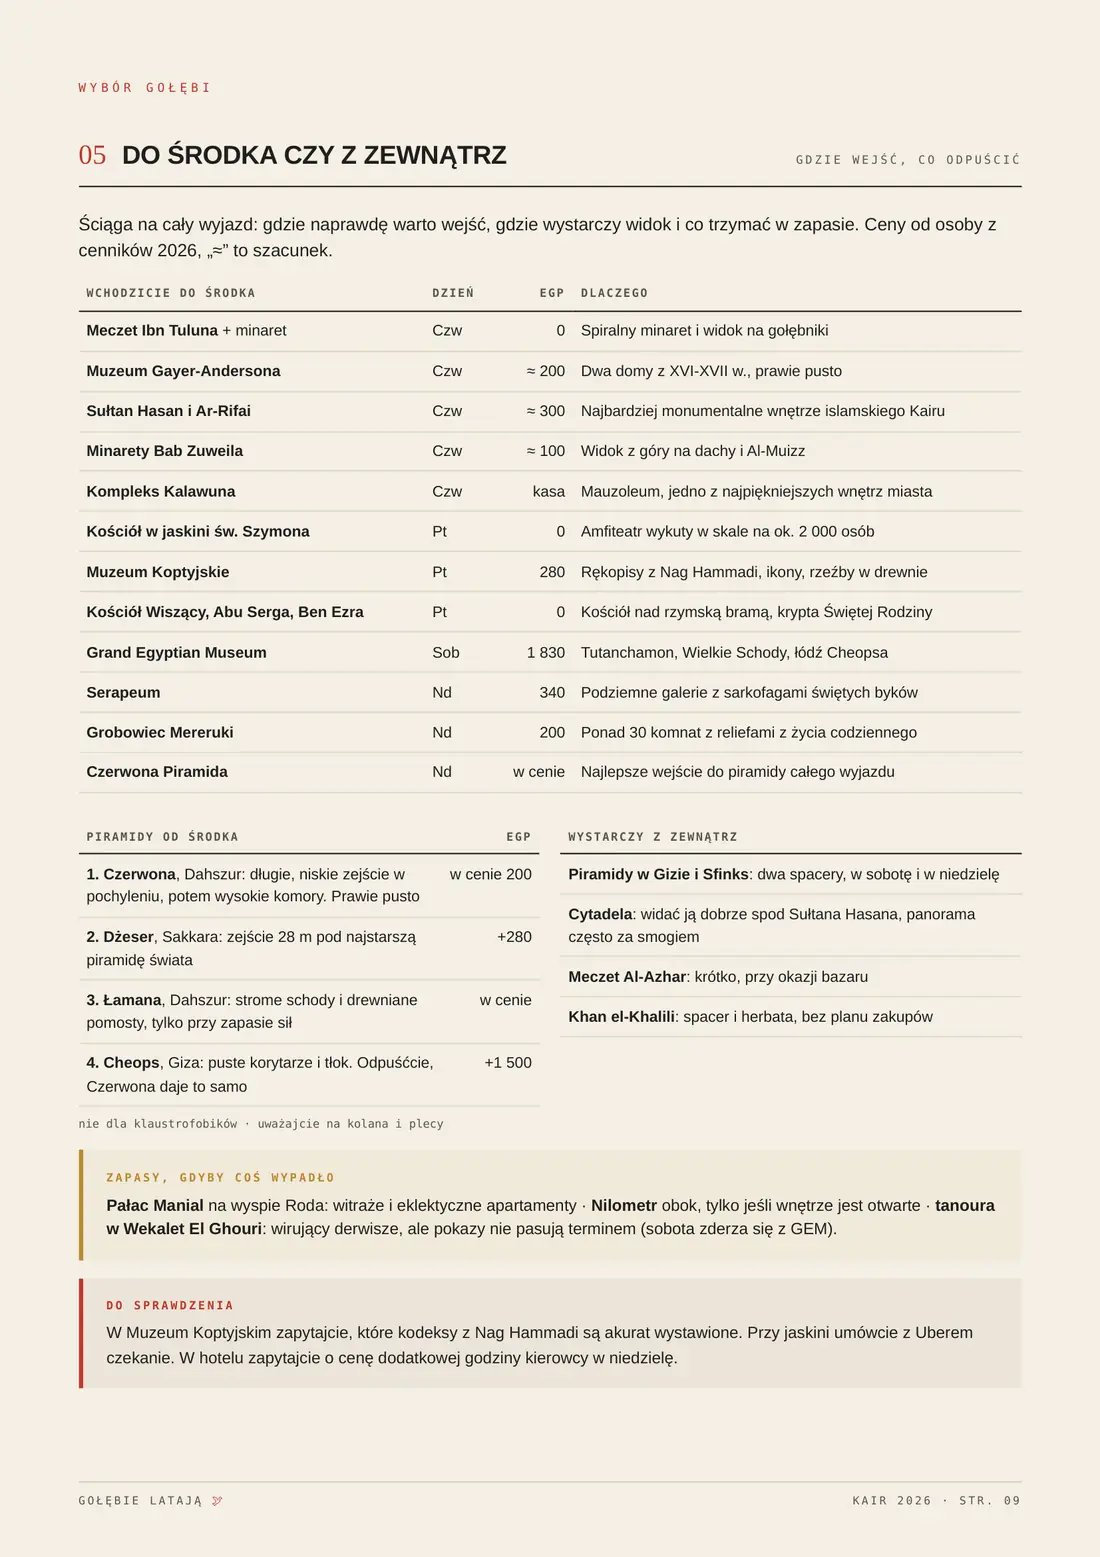 WYBÓR GOŁĘBI
05 DO ŚRODKA CZY Z ZEWNĄTRZ
GDZIE WEJŚĆ, CO ODPUŚCIĆ
Ściąga na cały wyjazd: gdzie naprawdę warto wejść, gdzie wystarczy widok i co trzymać w zapasie. Ceny od osoby z
cenników 2026, „≈” to szacunek.
WCHODZICIE DO ŚRODKA DZIEŃ EGP DLACZEGO
Meczet Ibn Tuluna + minaret Czw 0 Spiralny minaret i widok na gołębniki
Muzeum Gayer-Andersona Czw ≈ 200 Dwa domy z XVI-XVII w., prawie pusto
Sułtan Hasan i Ar-Rifai Czw ≈ 300 Najbardziej monumentalne wnętrze islamskiego Kairu
Minarety Bab Zuweila Czw ≈ 100 Widok z góry na dachy i Al-Muizz
Kompleks Kalawuna Czw kasa Mauzoleum, jedno z najpiękniejszych wnętrz miasta
Kościół w jaskini św. Szymona Pt 0 Amfiteatr wykuty w skale na ok. 2 000 osób
Muzeum Koptyjskie Pt 280 Rękopisy z Nag Hammadi, ikony, rzeźby w drewnie
Kościół Wiszący, Abu Serga, Ben Ezra Pt 0 Kościół nad rzymską bramą, krypta Świętej Rodziny
Grand Egyptian Museum Sob 1 830 Tutanchamon, Wielkie Schody, łódź Cheopsa
Serapeum Nd 340 Podziemne galerie z sarkofagami świętych byków
Grobowiec Mereruki Nd 200 Ponad 30 komnat z reliefami z życia codziennego
Czerwona Piramida Nd w cenie Najlepsze wejście do piramidy całego wyjazdu
PIRAMIDY OD ŚRODKA EGP
1. Czerwona, Dahszur: długie, niskie zejście w w cenie 200
pochyleniu, potem wysokie komory. Prawie pusto
2. Dżeser, Sakkara: zejście 28 m pod najstarszą +280
piramidę świata
3. Łamana, Dahszur: strome schody i drewniane w cenie
pomosty, tylko przy zapasie sił
4. Cheops, Giza: puste korytarze i tłok. Odpuśćcie, +1 500
Czerwona daje to samo
nie dla klaustrofobików · uważajcie na kolana i plecy
WYSTARCZY Z ZEWNĄTRZ
Piramidy w Gizie i Sfinks: dwa spacery, w sobotę i w niedzielę
Cytadela: widać ją dobrze spod Sułtana Hasana, panorama
często za smogiem
Meczet Al-Azhar: krótko, przy okazji bazaru
Khan el-Khalili: spacer i herbata, bez planu zakupów
ZAPASY, GDYBY COŚ WYPADŁO
Pałac Manial na wyspie Roda: witraże i eklektyczne apartamenty · Nilometr obok, tylko jeśli wnętrze jest otwarte · tanoura
w Wekalet El Ghouri: wirujący derwisze, ale pokazy nie pasują terminem (sobota zderza się z GEM).
DO SPRAWDZENIA
W Muzeum Koptyjskim zapytajcie, które kodeksy z Nag Hammadi są akurat wystawione. Przy jaskini umówcie z Uberem
czekanie. W hotelu zapytajcie o cenę dodatkowej godziny kierowcy w niedzielę.
GOŁĘBIE LATAJĄ 🕊
KAIR 2026 · STR. 09